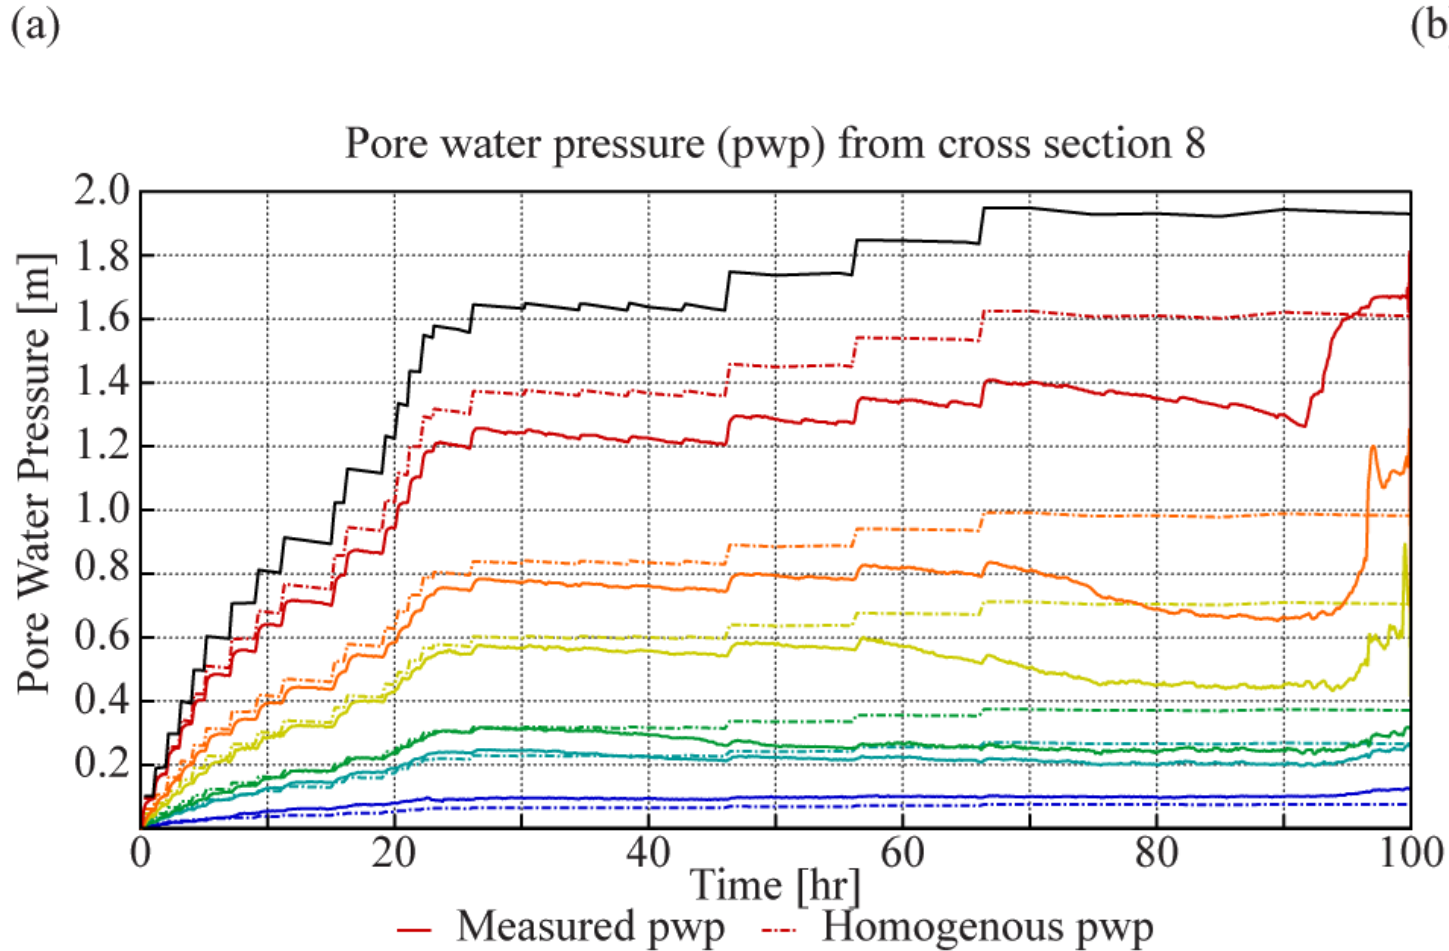 (a)
(b
Pore water pressure (pwp) from cross section 8
Pore Water Pressure [m]
2.0
1.8
1.6
1.4
1.2
1.0
0.8
0.6
0.4
0.2
0 20 40 60 80 100
Time [hr]
Measured pwp Homogenous pwp